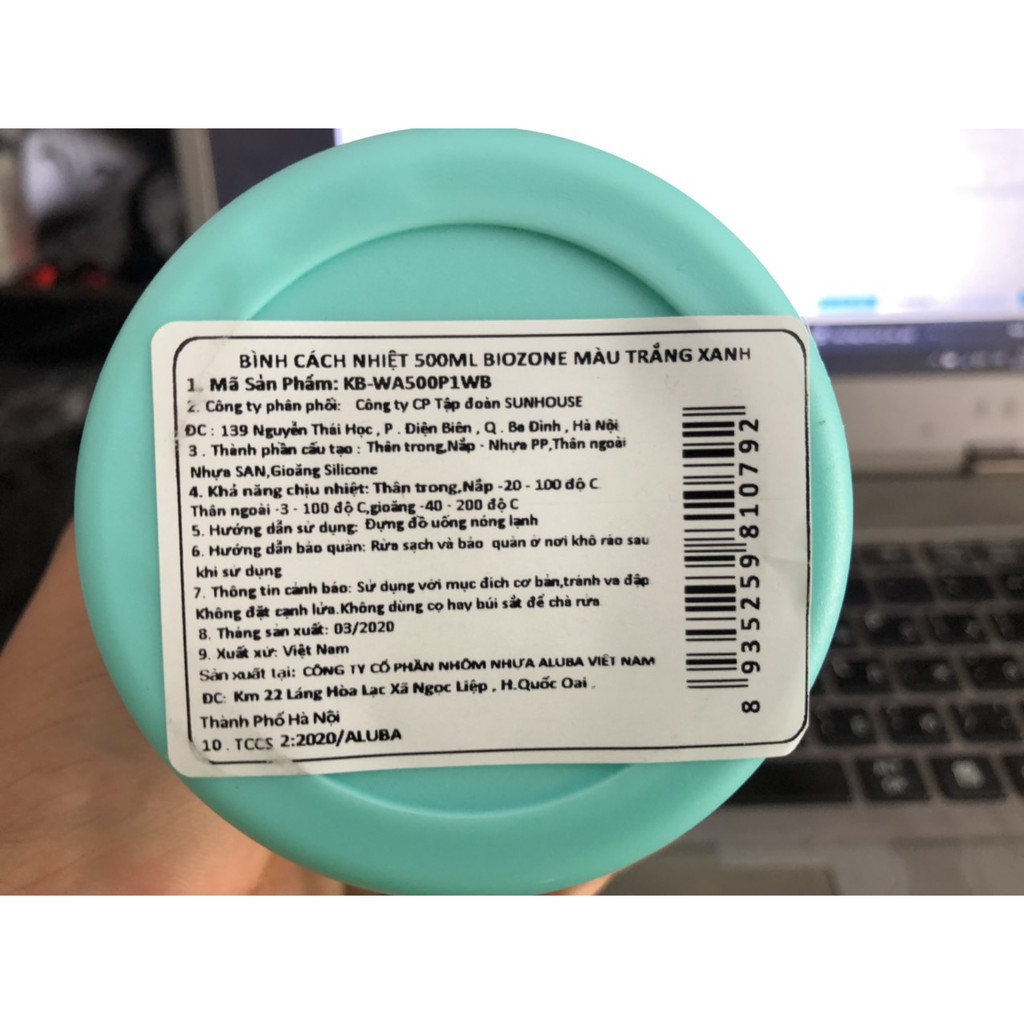 BÌNH CÁCH NHIỆT 500ML BIOZONE MÀU TRẮNG XANH
1. Mã Sản Phẩm: KB-WA500P1WB
2. Công ty phân phối: Công ty CP Tập đoàn SUNHOUSE
ĐC : 139 Nguyễn Thái Học , P . Điện Biên , Q . Ba Đình , Hà Nội
3 . Thành phần cấu tạo : Thân trong,Nắp - Nhựa PP,Thân ngoài
Nhựa SAN,Gioăng Silicone
4. Khả năng chịu nhiệt: Thân trong,Nắp -20 - 100 độ C
Thân ngoài -3 - 100 độ C,gioăng -40 - 200 độ C
5. Hướng dẫn sử dụng: Đựng đồ uống nóng lạnh
6. Hướng dẫn bảo quản: Rửa sạch và bảo quản ở nơi khô ráo sau
khi sử dụng
7. Thông tin cảnh báo: Sử dụng với mục đích cơ bản,tránh va đập
Không đặt cạnh lửa.Không dùng cọ hay búi sắt để chà rửa
8. Tháng sản xuất: 03/2020
9. Xuất xứ: Việt Nam
Sản xuất tại: CÔNG TY CỔ PHẦN NHÔM NHỰA ALUBA VIỆT NAM
ĐC: Km 22 Láng Hòa Lạc Xã Ngọc Liệp , H.Quốc Oai .
Thành Phố Hà Nội
10 . TCCS 2:2020/ALUBA
8935259810792